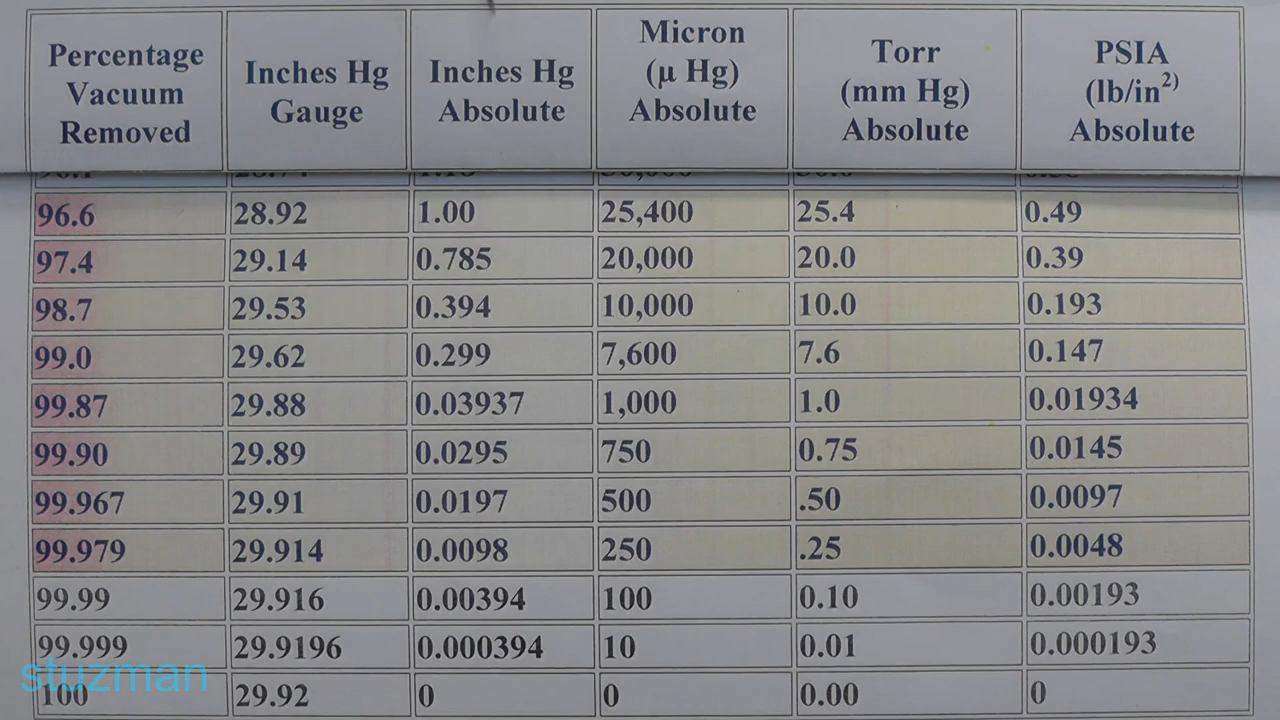 Percentage Vacuum Removed | Inches Hg Gauge | Inches Hg Absolute | Micron (µ Hg) Absolute | Torr (mm Hg) Absolute | PSIA (lb/in²) Absolute
96.6 | 28.92 | 1.00 | 25,400 | 25.4 | 0.49
97.4 | 29.14 | 0.785 | 20,000 | 20.0 | 0.39
98.7 | 29.53 | 0.394 | 10,000 | 10.0 | 0.193
99.0 | 29.62 | 0.299 | 7,600 | 7.6 | 0.147
99.87 | 29.88 | 0.03937 | 1,000 | 1.0 | 0.01934
99.90 | 29.89 | 0.0295 | 750 | 0.75 | 0.0145
99.967 | 29.91 | 0.0197 | 500 | .50 | 0.0097
99.979 | 29.914 | 0.0098 | 250 | .25 | 0.0048
99.99 | 29.916 | 0.00394 | 100 | 0.10 | 0.00193
99.999 | 29.9196 | 0.000394 | 10 | 0.01 | 0.000193
100 | 29.92 | 0 | 0 | 0.00 | 0
stuzman